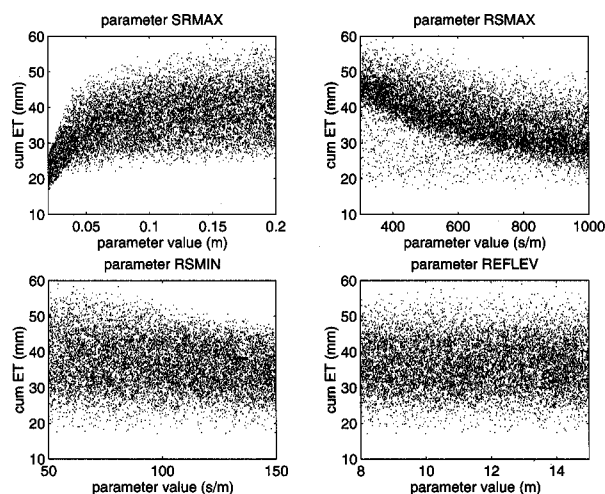 parameter SRMAX
60
50
40
30
20
10
cum ET (mm)
0.05 0.1 0.15 0.2
parameter value (m)
parameter RSMAX
60
50
40
30
20
10
cum ET (mm)
400 600 800 1000
parameter value (s/m)
parameter RSMIN
60
50
40
30
20
10
cum ET (mm)
50 100 150
parameter value (s/m)
parameter REFLEV
60
50
40
30
20
10
cum ET (mm)
8 10 12 14
parameter value (m)